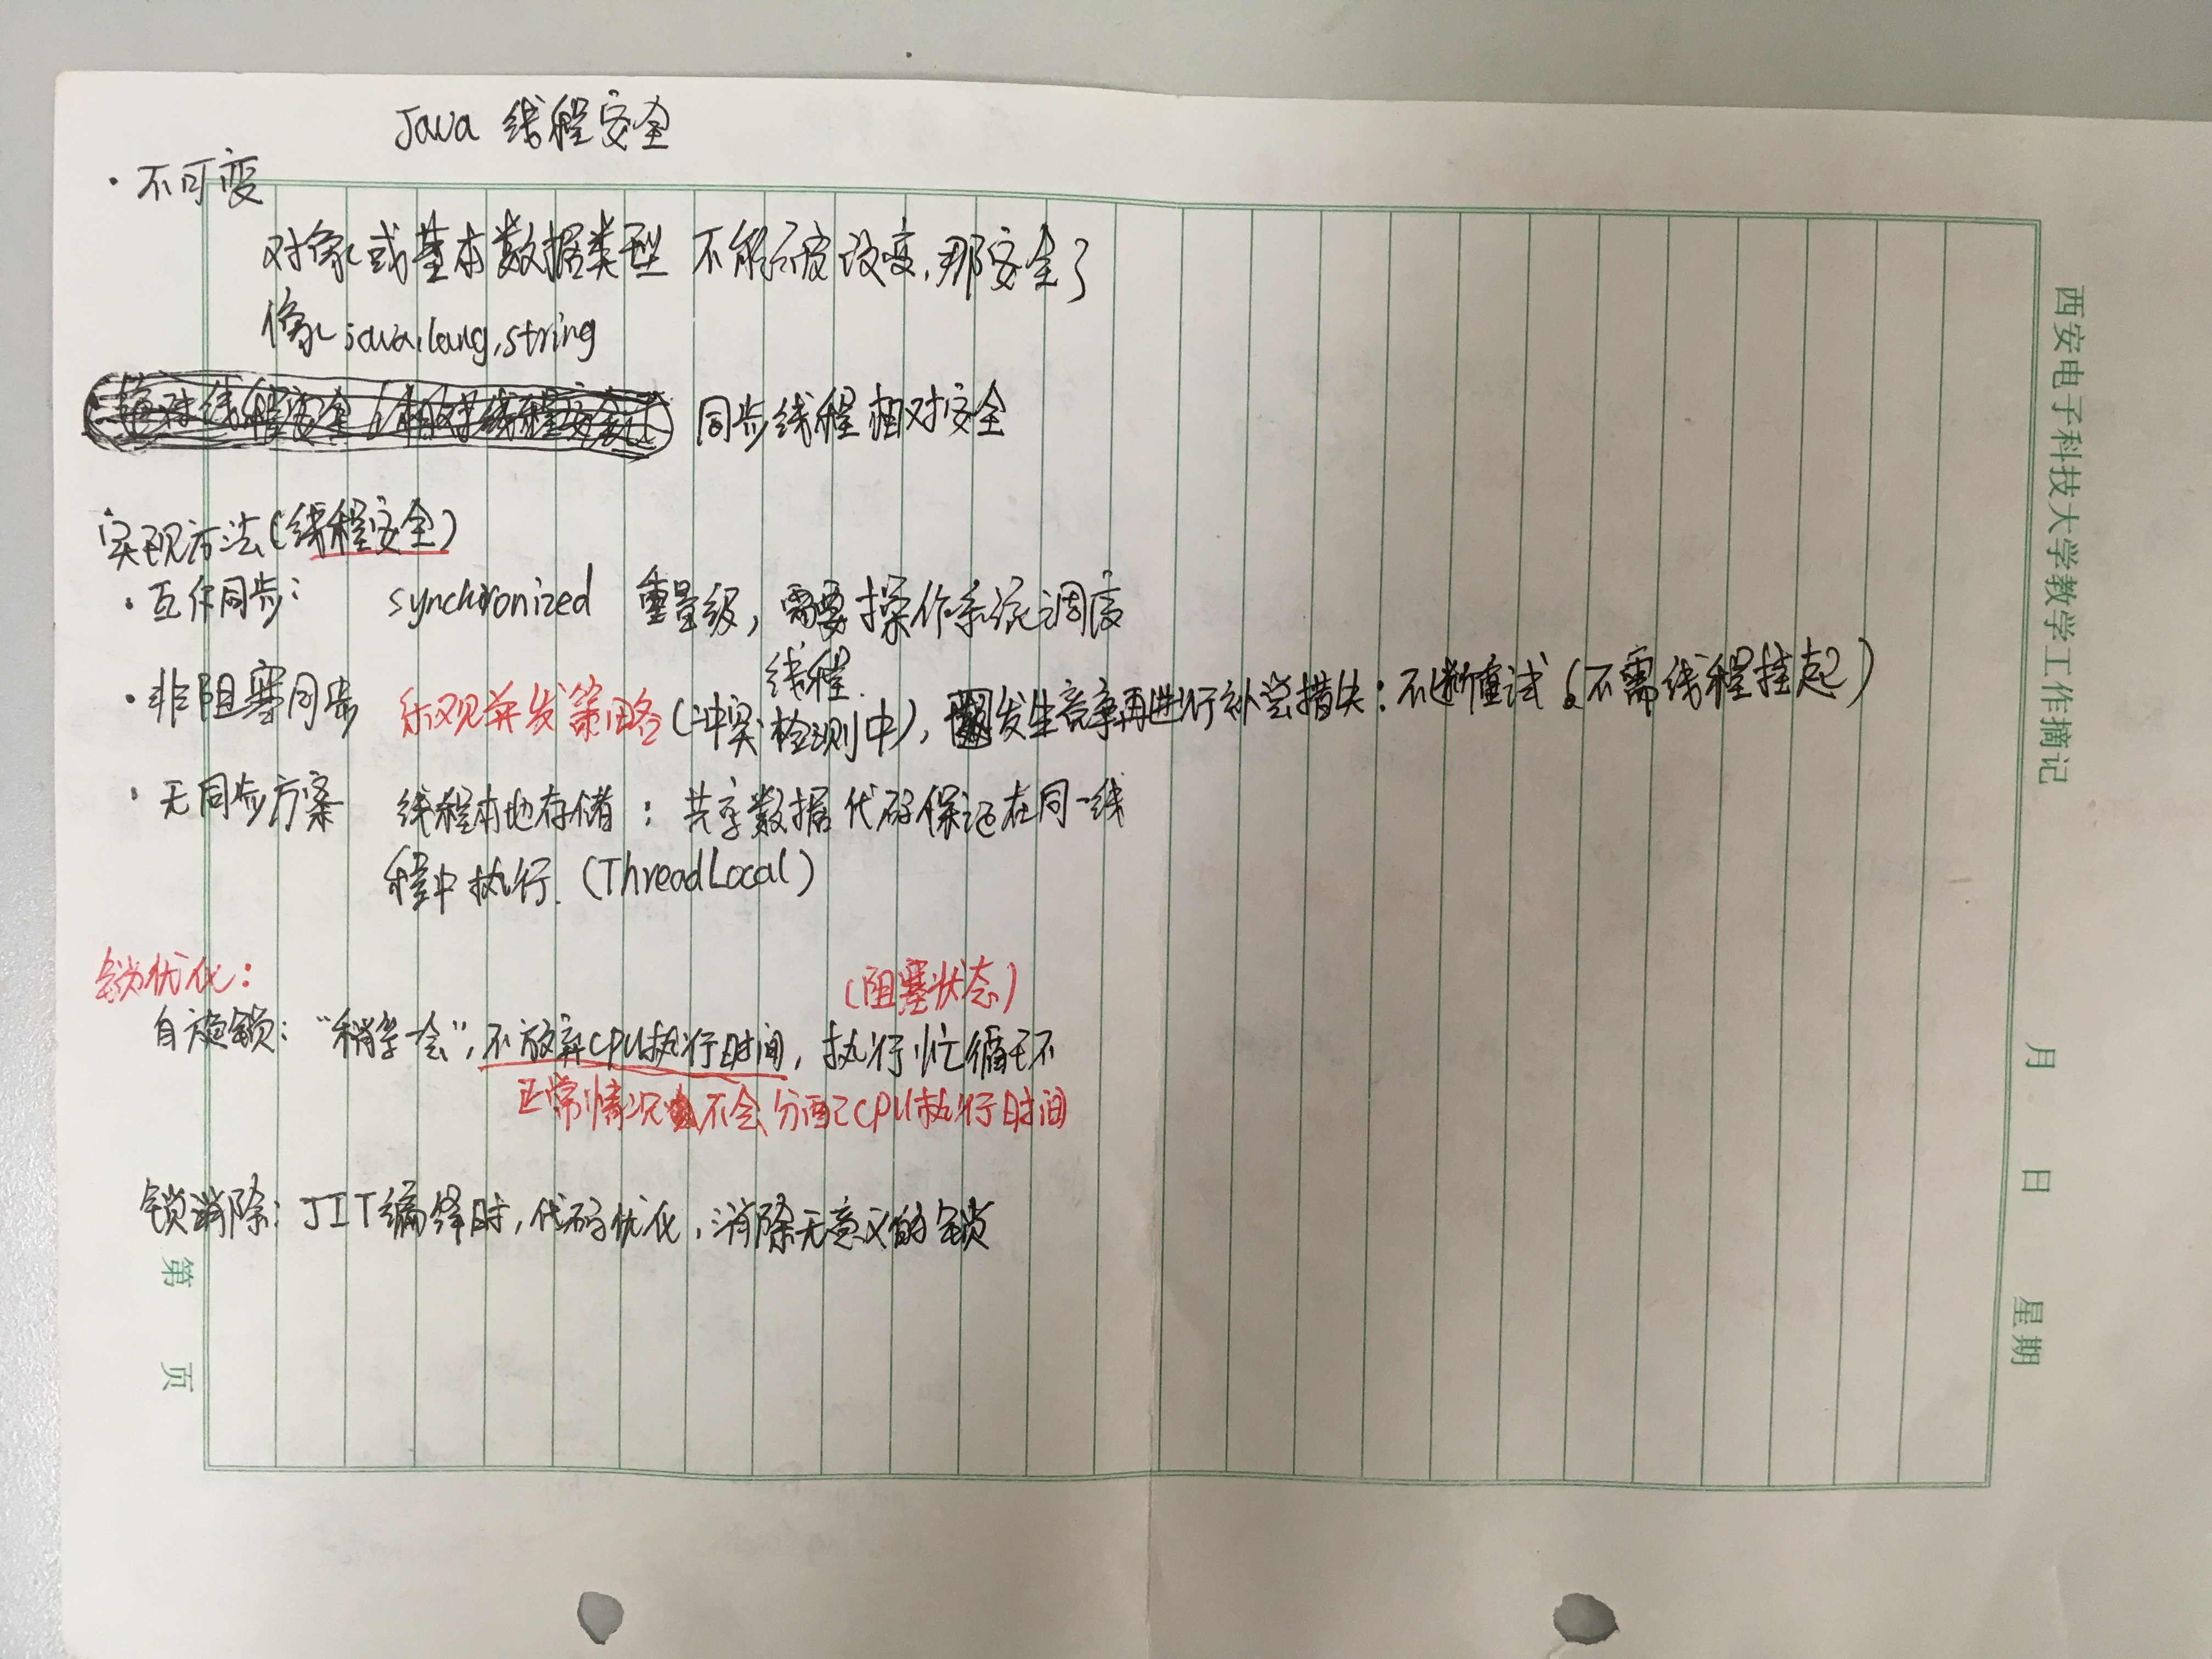 Java 线程安全
· 不可变
对象或基本数据类型 不能被改变,那安全了
像 java.lang.string
同步线程相对安全
实现方法(线程安全)
· 互斥同步: synchronized 重量级,需要操作系统调度
线程
· 非阻塞同步 乐观并发策略(冲突检测中),发生竞争再进行补偿措失:不断重试。(不需线程挂起)
· 无同步方案 线程本地存储:共享数据代码保证在同一线
程中执行.(ThreadLocal)
锁优化:
(阻塞状态)
自旋锁:“稍等一会”,不放弃CPU执行时间,执行忙循环
正常情况不会分配CPU执行时间
锁消除:JIT编译时,代码优化,消除无意义的锁
西安电子科技大学教学工作摘记
月 日 星期
第 页